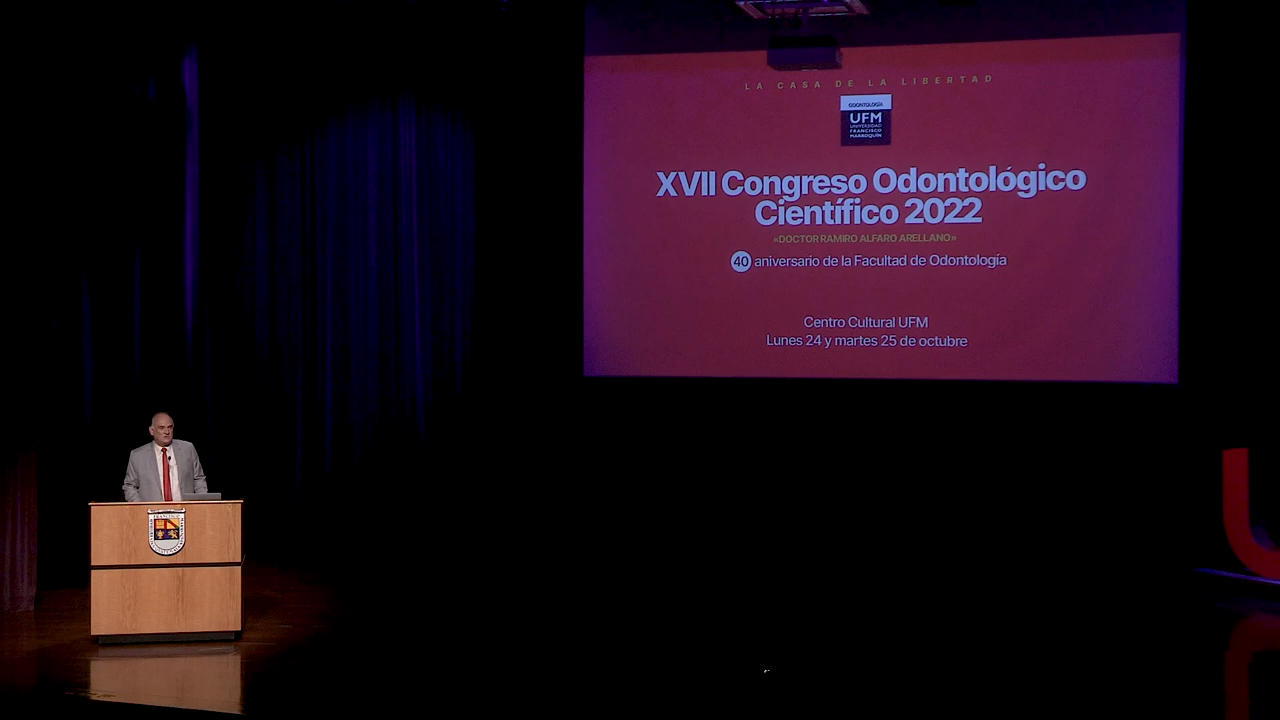 LA CASA DE LA LIBERTAD
ODONTOLOGÍA
UFM
UNIVERSIDAD
FRANCISCO
MARROQUÍN
XVII Congreso Odontológico
Científico 2022
«DOCTOR RAMIRO ALFARO ARELLANO»
40 aniversario de la Facultad de Odontología
Centro Cultural UFM
Lunes 24 y martes 25 de octubre
FRANCISCO
U